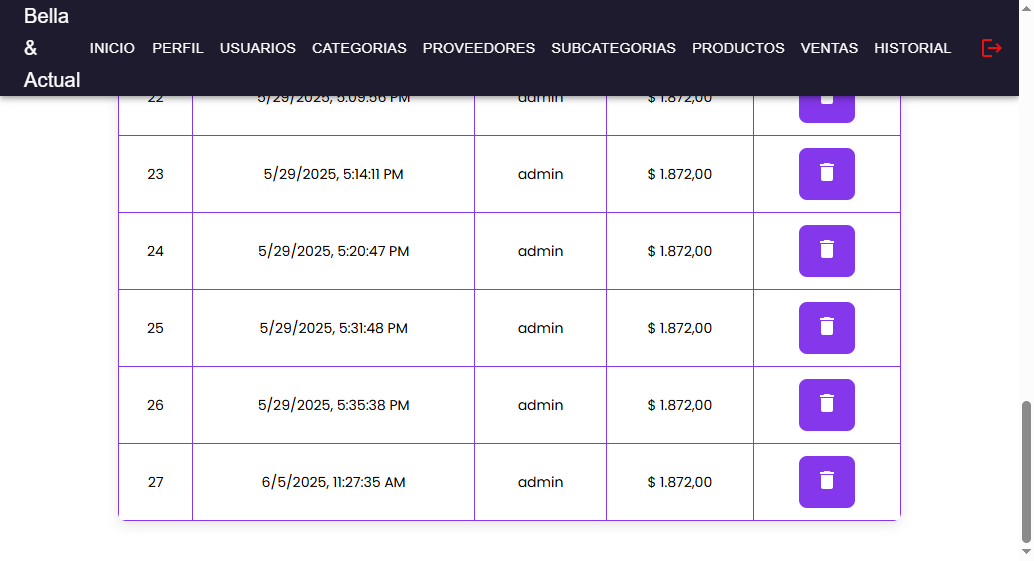 Bella
&
Actual
INICIO PERFIL USUARIOS CATEGORIAS PROVEEDORES SUBCATEGORIAS PRODUCTOS VENTAS HISTORIAL
22 5/29/2025, 5:09:56 PM admin $ 1.872,00
23 5/29/2025, 5:14:11 PM admin $ 1.872,00
24 5/29/2025, 5:20:47 PM admin $ 1.872,00
25 5/29/2025, 5:31:48 PM admin $ 1.872,00
26 5/29/2025, 5:35:38 PM admin $ 1.872,00
27 6/5/2025, 11:27:35 AM admin $ 1.872,00